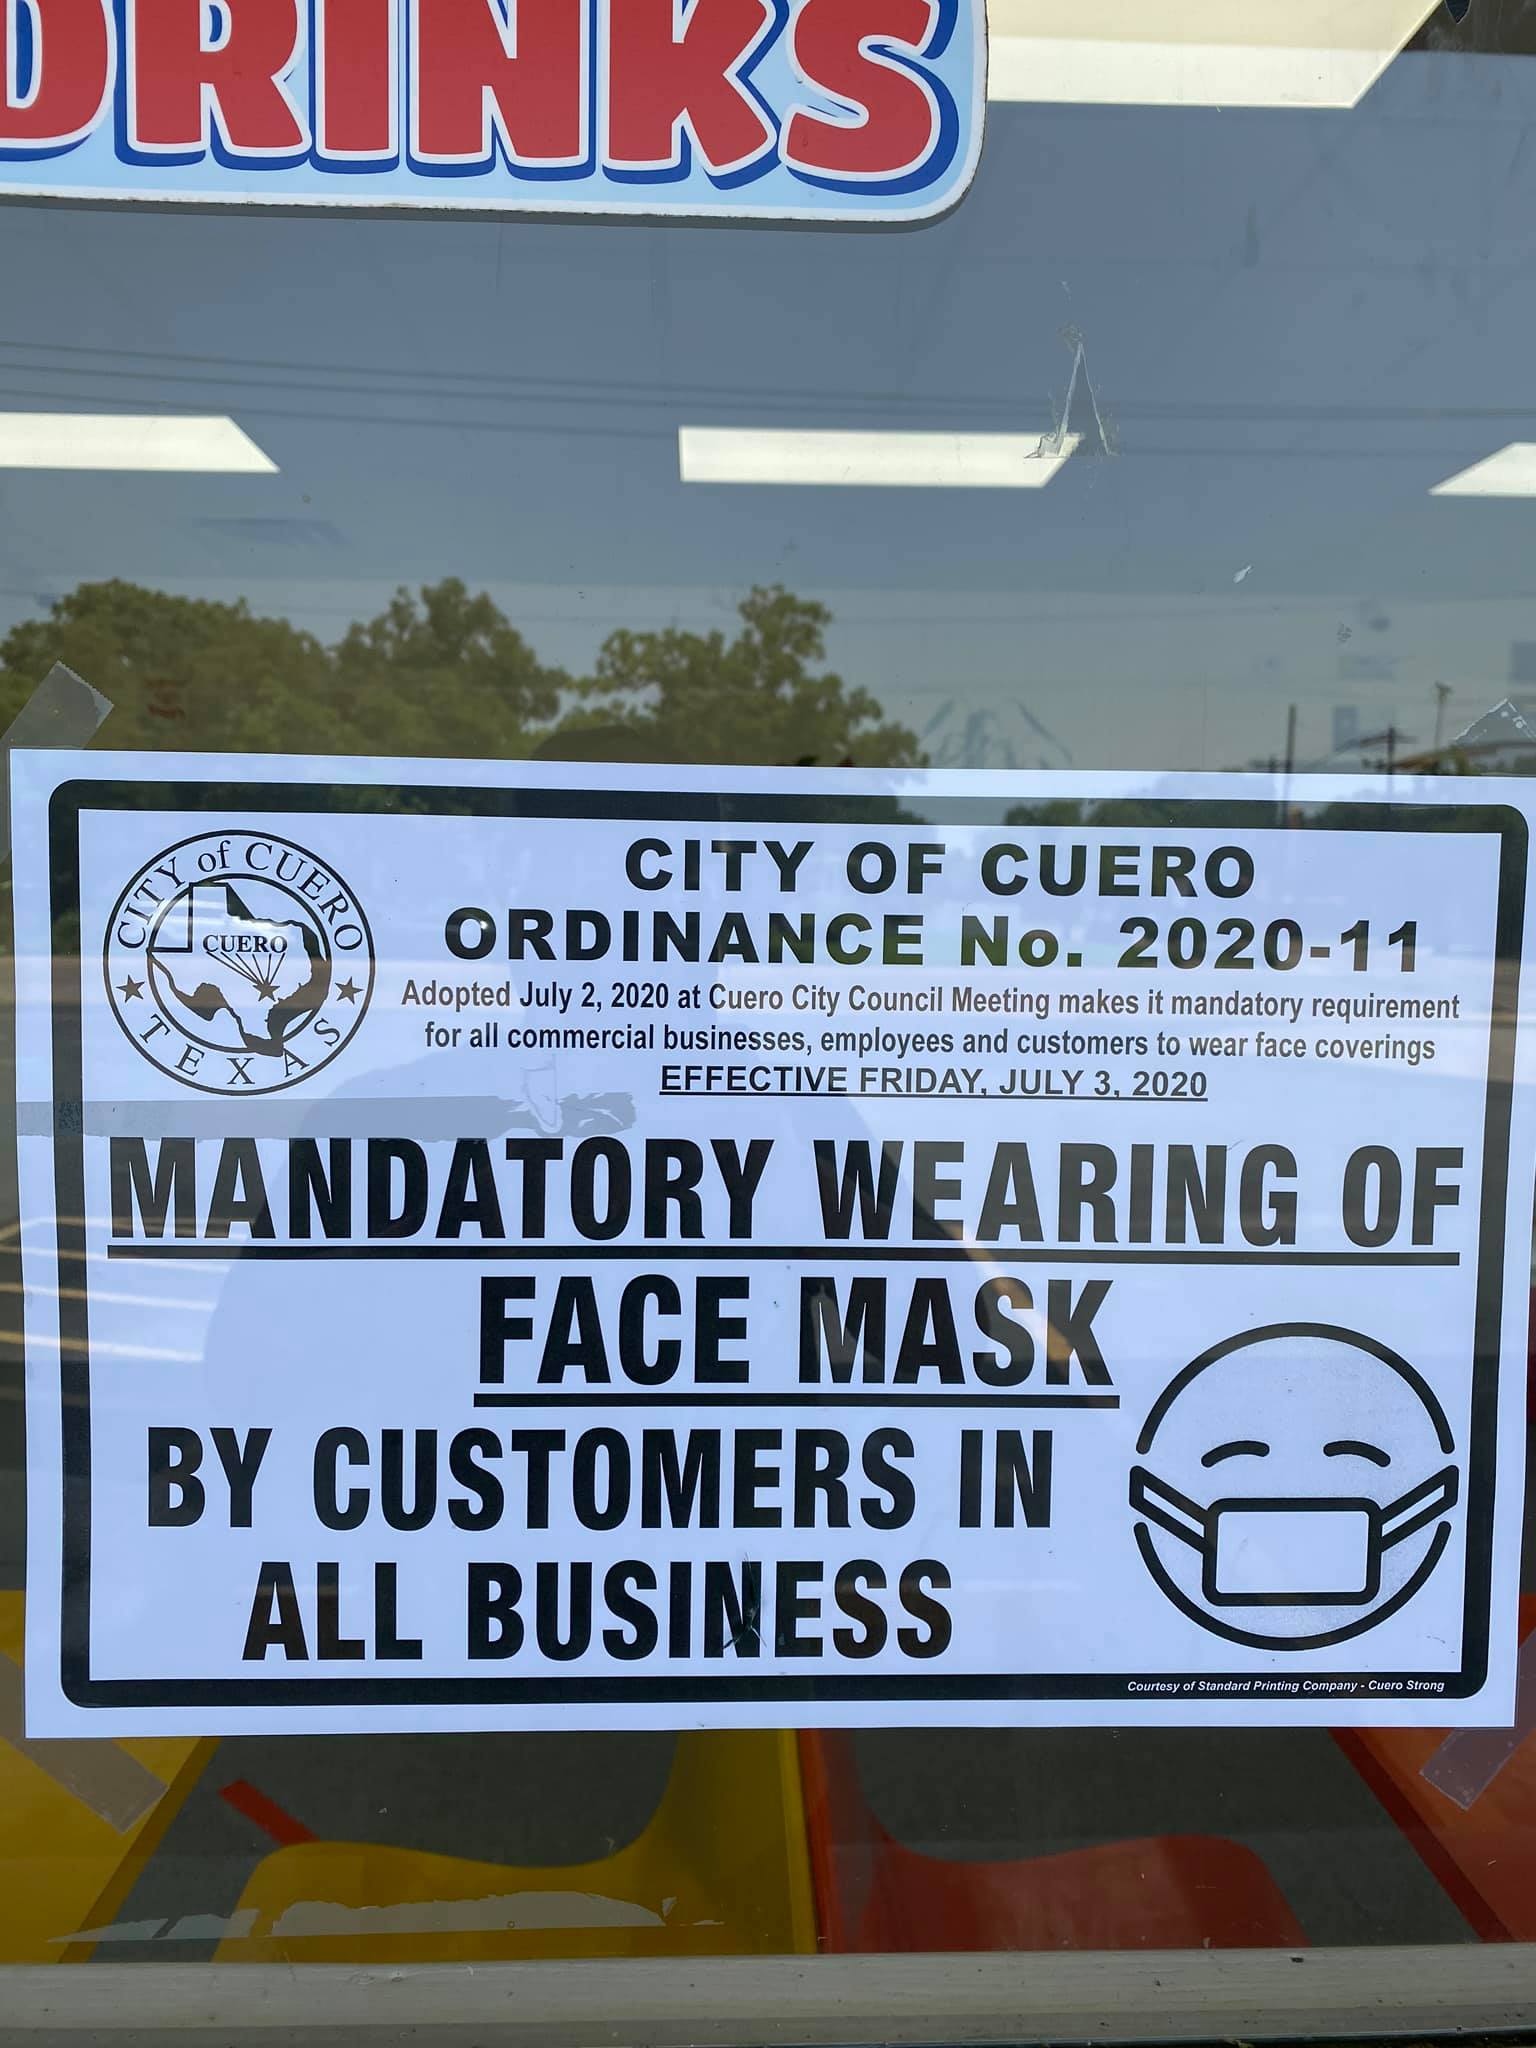 DRINKS
CITY of CUERO
CUERO
TEXAS
CITY OF CUERO
ORDINANCE No. 2020-11
Adopted July 2, 2020 at Cuero City Council Meeting makes it mandatory requirement
for all commercial businesses, employees and customers to wear face coverings
EFFECTIVE FRIDAY, JULY 3, 2020
MANDATORY WEARING OF
FACE MASK
BY CUSTOMERS IN
ALL BUSINESS
Courtesy of Standard Printing Company - Cuero Strong